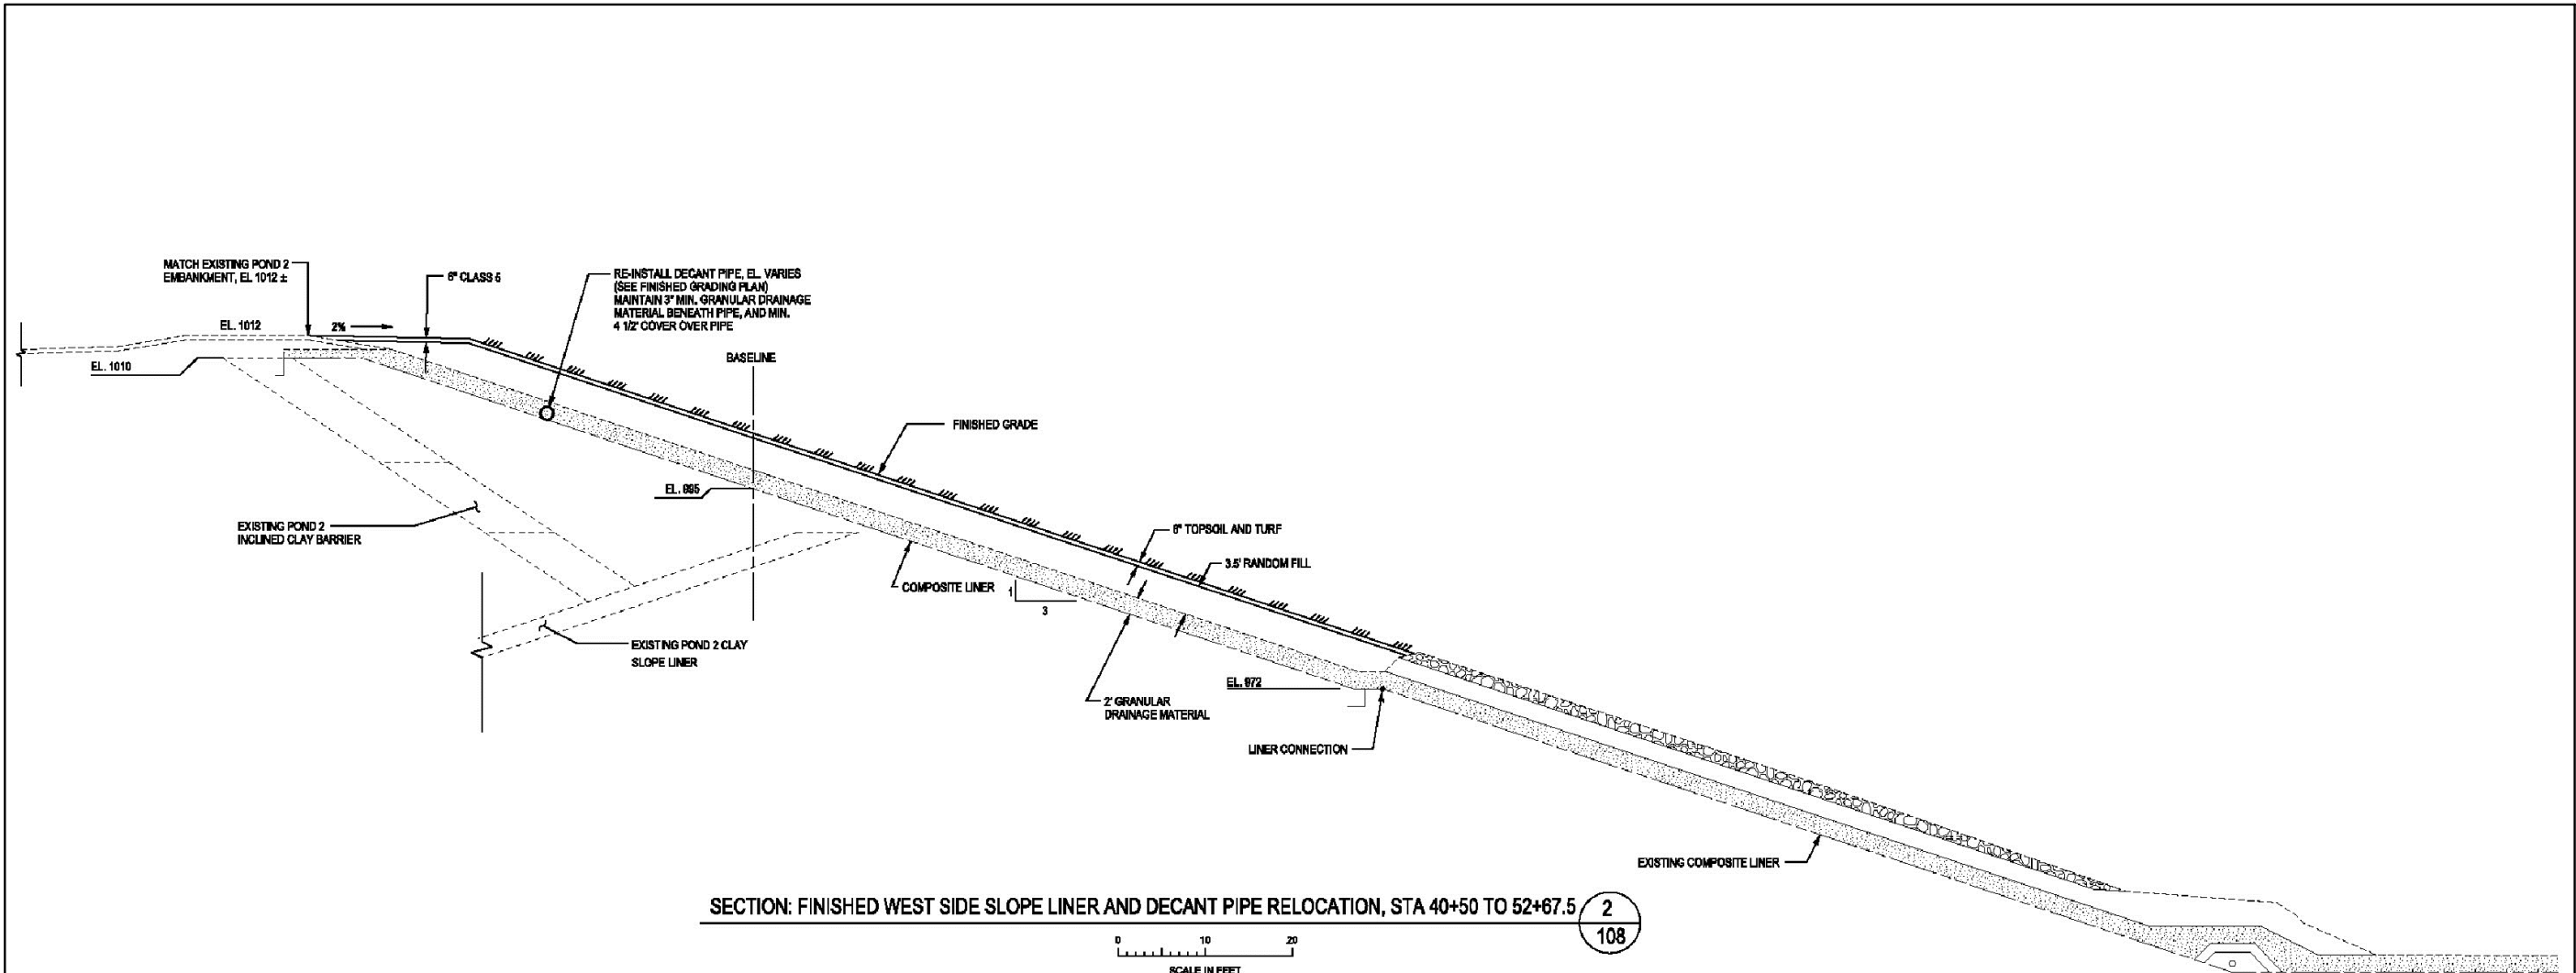 MATCH EXISTING POND 2
EMBANKMENT, EL 1012 ±
6" CLASS 5
RE-INSTALL DECANT PIPE, EL. VARIES
(SEE FINISHED GRADING PLAN)
MAINTAIN 3" MIN. GRANULAR DRAINAGE
MATERIAL BENEATH PIPE, AND MIN.
4 1/2' COVER OVER PIPE
EL. 1012
2%
EL. 1010
BASELINE
FINISHED GRADE
EL. 995
EXISTING POND 2
INCLINED CLAY BARRIER
6" TOPSOIL AND TURF
3.5' RANDOM FILL
COMPOSITE LINER
1
3
EXISTING POND 2 CLAY
SLOPE LINER
EL. 972
2' GRANULAR
DRAINAGE MATERIAL
LINER CONNECTION
EXISTING COMPOSITE LINER
SECTION: FINISHED WEST SIDE SLOPE LINER AND DECANT PIPE RELOCATION, STA 40+50 TO 52+67.5
2
108
0 10 20
SCALE IN FEET